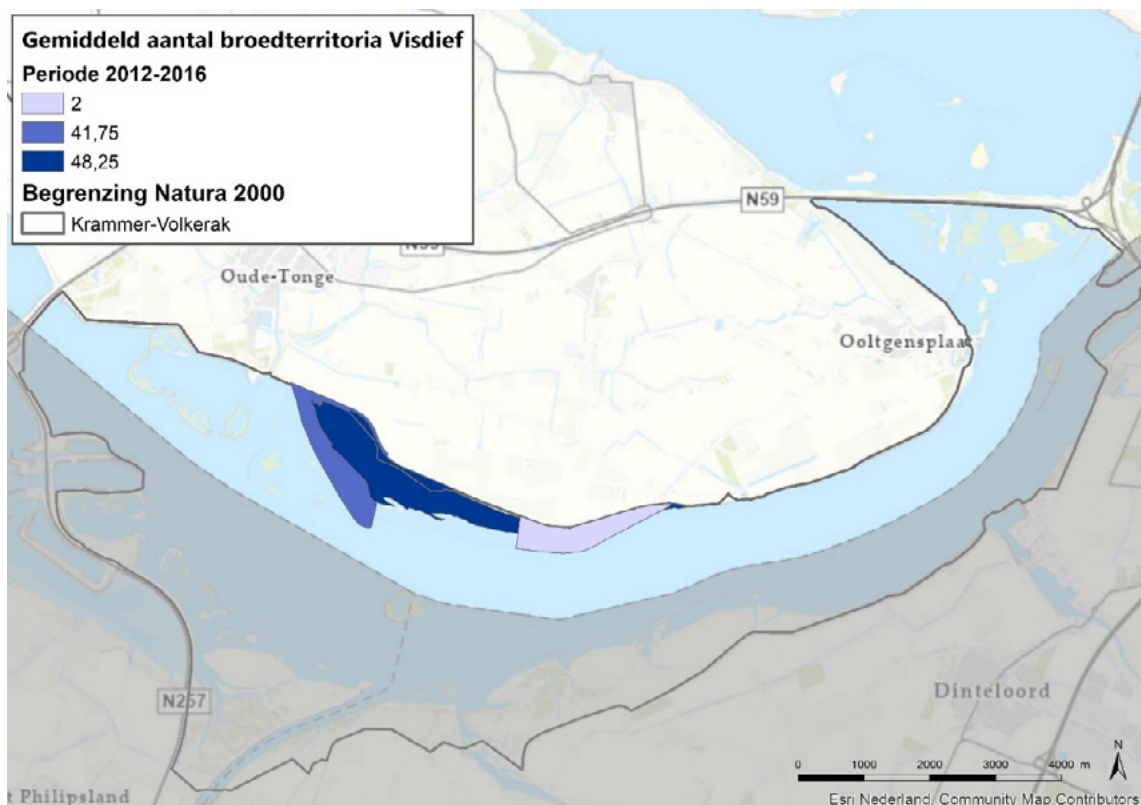 Gemiddeld aantal broedterritoria Visdief
Periode 2012-2016
2
41,75
48,25
Begrenzing Natura 2000
Krammer-Volkerak
N59
Oude-Tonge
Ooltgensplaat
N257
Dinteloord
t Philipsland
0 1000 2000 3000 4000 m
N
Esri Nederland, Community Map Contributors